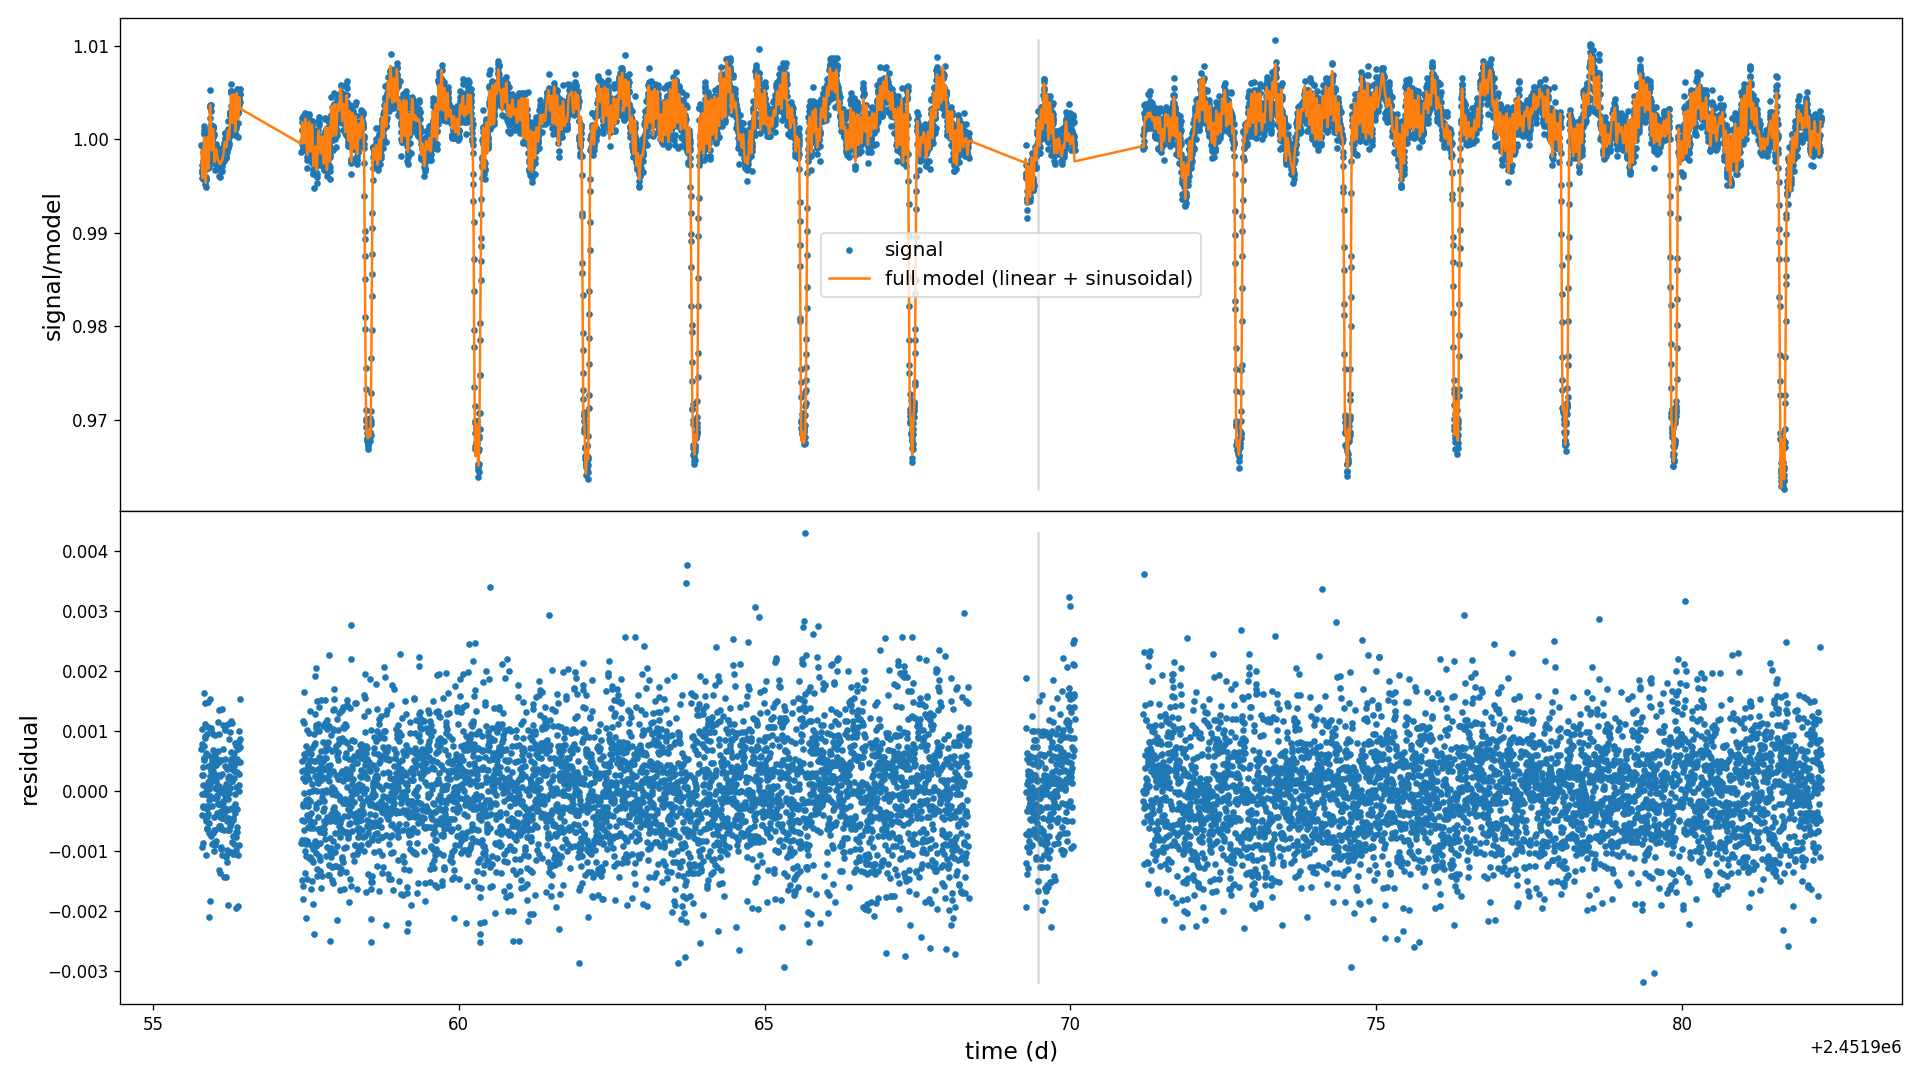 1.01
1.00
0.99
0.98
0.97
signal/model
signal
full model (linear + sinusoidal)
0.004
0.003
0.002
0.001
0.000
−0.001
−0.002
−0.003
residual
55 60 65 70 75 80
time (d)
+2.4519e6